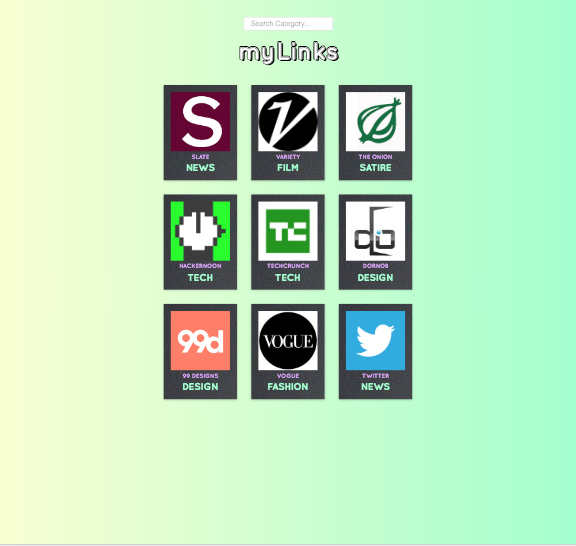 Search Category...
myLinks
S
SLATE
NEWS
V
VARIETY
FILM
THE ONION
SATIRE
HACKERNOON
TECH
TC
TECHCRUNCH
TECH
do
DORNOB
DESIGN
99d
99 DESIGNS
DESIGN
VOGUE
VOGUE
FASHION
TWITTER
NEWS